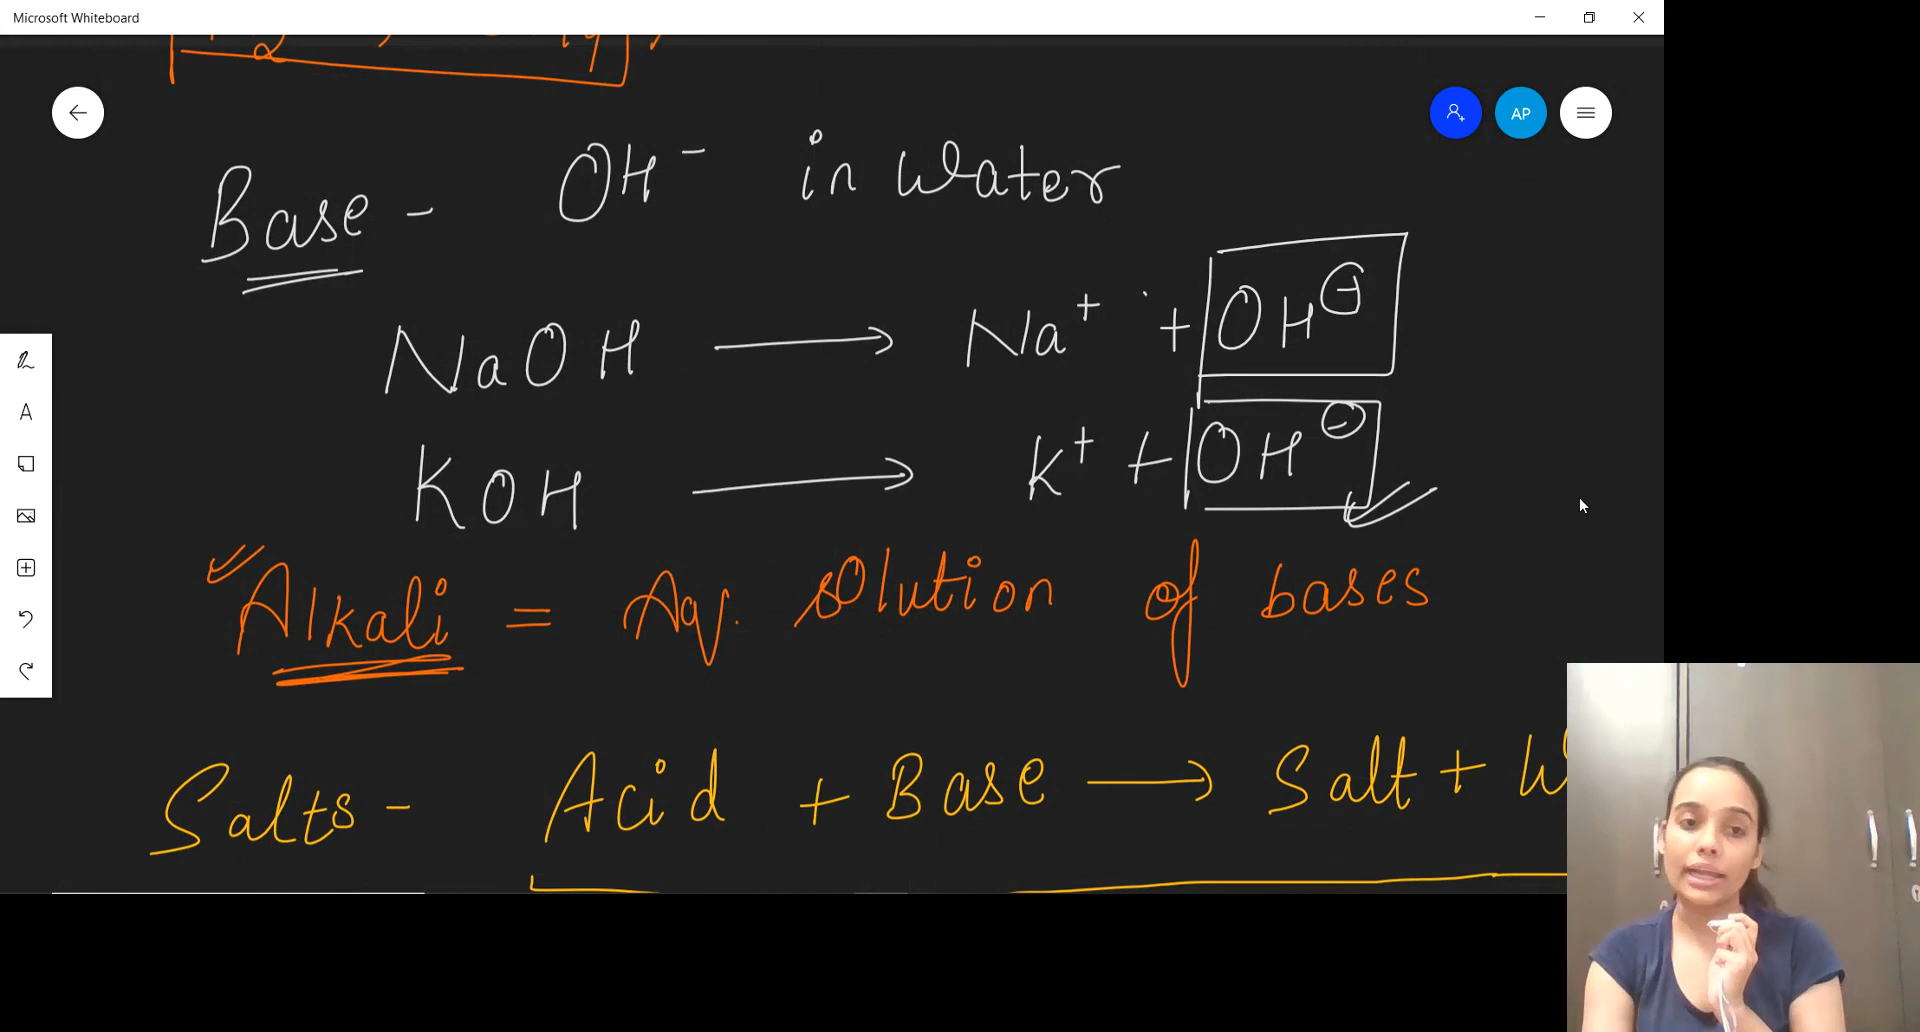 Microsoft Whiteboard
AP
Base - OH⁻ in water
NaOH ⟶ Na⁺ + OH⊖
KOH ⟶ K⁺ + OH⊖
Alkali = Aq. solution of bases
Salts - Acid + Base ⟶ Salt + W
A